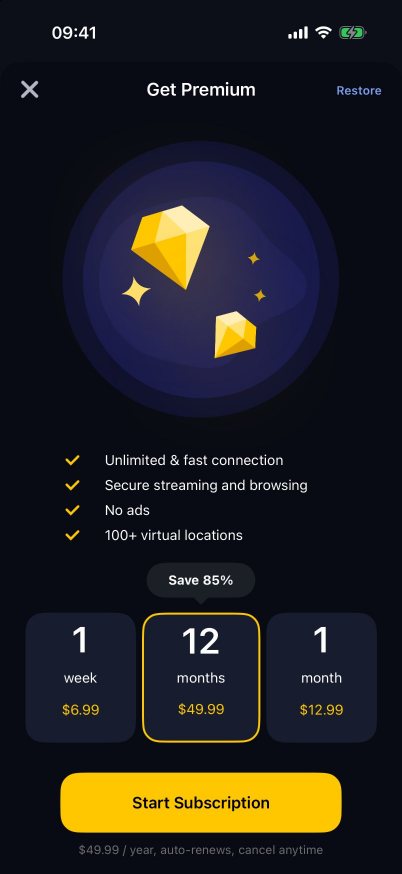 09:41
Get Premium
Restore
Unlimited & fast connection
Secure streaming and browsing
No ads
100+ virtual locations
Save 85%
1
week
$6.99
12
months
$49.99
1
month
$12.99
Start Subscription
$49.99 / year, auto-renews, cancel anytime